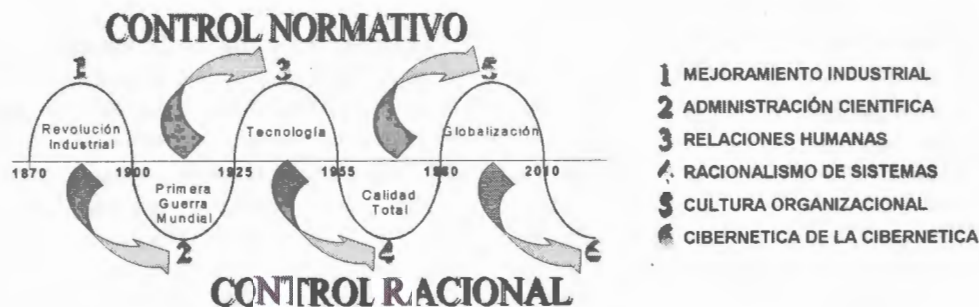 CONTROL NORMATIVO
1
3
5
Revolución
Industrial
Tecnología
Globalización
1870
1900
1925
1955
1980
2010
Primera
Guerra
Mundial
Calidad
Total
2
4
6
CONTROL RACIONAL
1 MEJORAMIENTO INDUSTRIAL
2 ADMINISTRACIÓN CIENTIFICA
3 RELACIONES HUMANAS
4 RACIONALISMO DE SISTEMAS
5 CULTURA ORGANIZACIONAL
6 CIBERNETICA DE LA CIBERNETICA